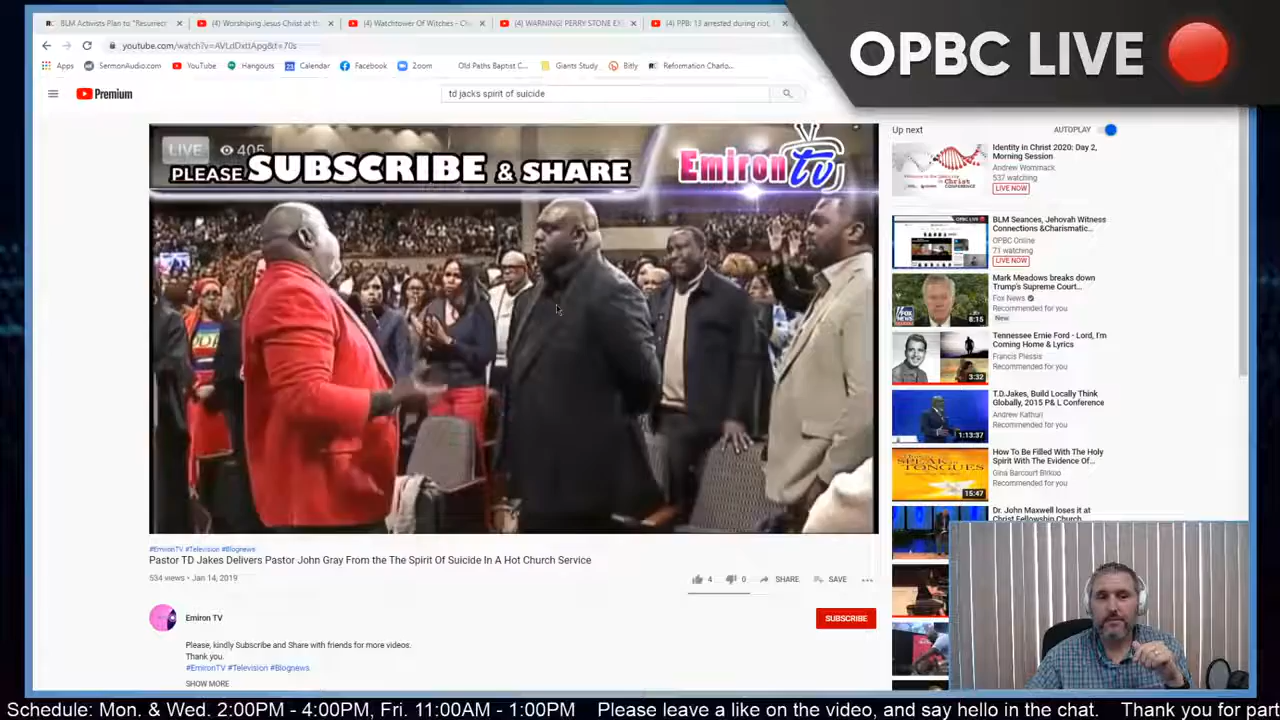 BLM Activists Plan to "Resurrec
(4) Worshiping Jesus Christ at th
(4) Watchtower Of Witches - Ch
(4) WARNING! PERRY STONE EX
(4) PPB: 13 arrested during riot,
OPBC LIVE
youtube.com/watch?v=AVLdDxttApg&t=70s
Apps
SermonAudio.com
YouTube
Hangouts
Calendar
Facebook
Zoom
Old Paths Baptist C...
Giants Study
Bitly
Reformation Charlo...
Premium
td jacks spirit of suicide
LIVE 405
PLEASE SUBSCRIBE & SHARE
Emiron tv
Up next
AUTOPLAY
Identity in Christ 2020: Day 2,
Morning Session
Andrew Wommack
537 watching
LIVE NOW
BLM Seances, Jehovah Witness
Connections &Charismatic...
OPBC Online
71 watching
LIVE NOW
Mark Meadows breaks down
Trump's Supreme Court...
Fox News
Recommended for you
New
8:15
Tennessee Ernie Ford - Lord, I'm
Coming Home & Lyrics
Francis Plessis
Recommended for you
3:32
T.D.Jakes, Build Locally Think
Globally, 2015 P& L Conference
Andrew Kathuri
Recommended for you
1:13:37
How To Be Filled With The Holy
Spirit With The Evidence Of...
Gina Barcourt Birkoo
Recommended for you
SPEAK IN
TONGUES
15:47
Dr. John Maxwell loses it at
Christ Fellowship Church
#EmironTV #Television #Blognews
Pastor TD Jakes Delivers Pastor John Gray From the The Spirit Of Suicide In A Hot Church Service
534 views • Jan 14, 2019
4
0
SHARE
SAVE
Emiron TV
SUBSCRIBE
Please, kindly Subscribe and Share with friends for more videos.
Thank you.
#EmironTV #Television #Blognews
SHOW MORE
Schedule: Mon. & Wed. 2:00PM - 4:00PM, Fri. 11:00AM - 1:00PM Please leave a like on the video, and say hello in the chat. Thank you for part